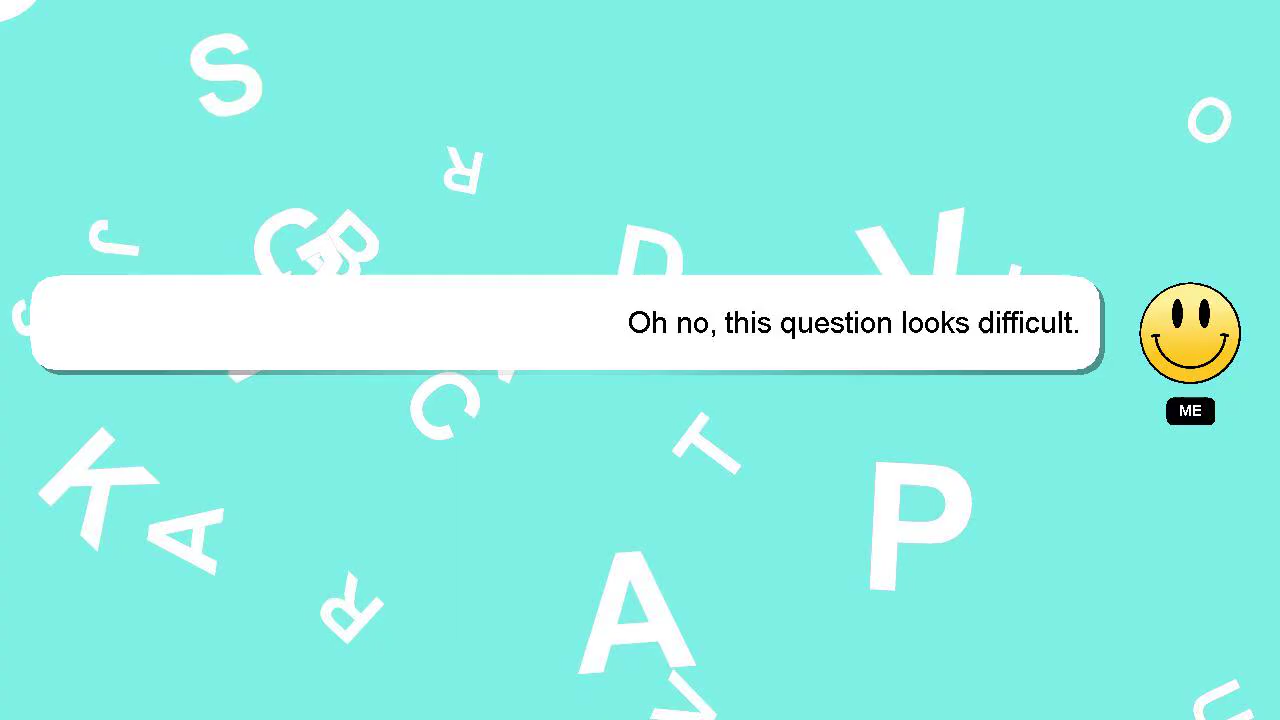 S
O
R
J
G
B
D
V
Oh no, this question looks difficult.
ME
C
T
K
P
A
R
A
U